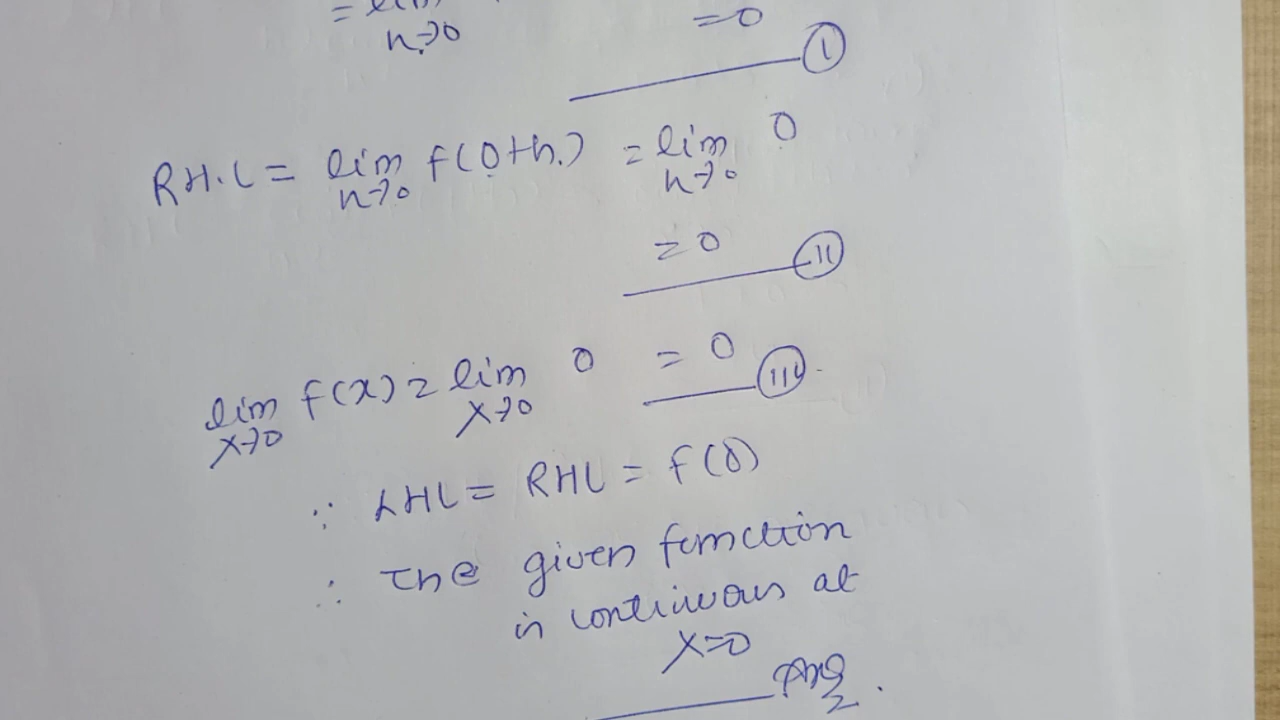 = lim
h→0
= 0
(I)
RH.L = lim f(0+h.) = lim 0
h→0 h→0
= 0
(II)
lim f(x) = lim 0 = 0 (III)
x→0 x→0
∵ LHL = RHL = f(0)
∴ The given function
is continuous at
x=0
Ans.